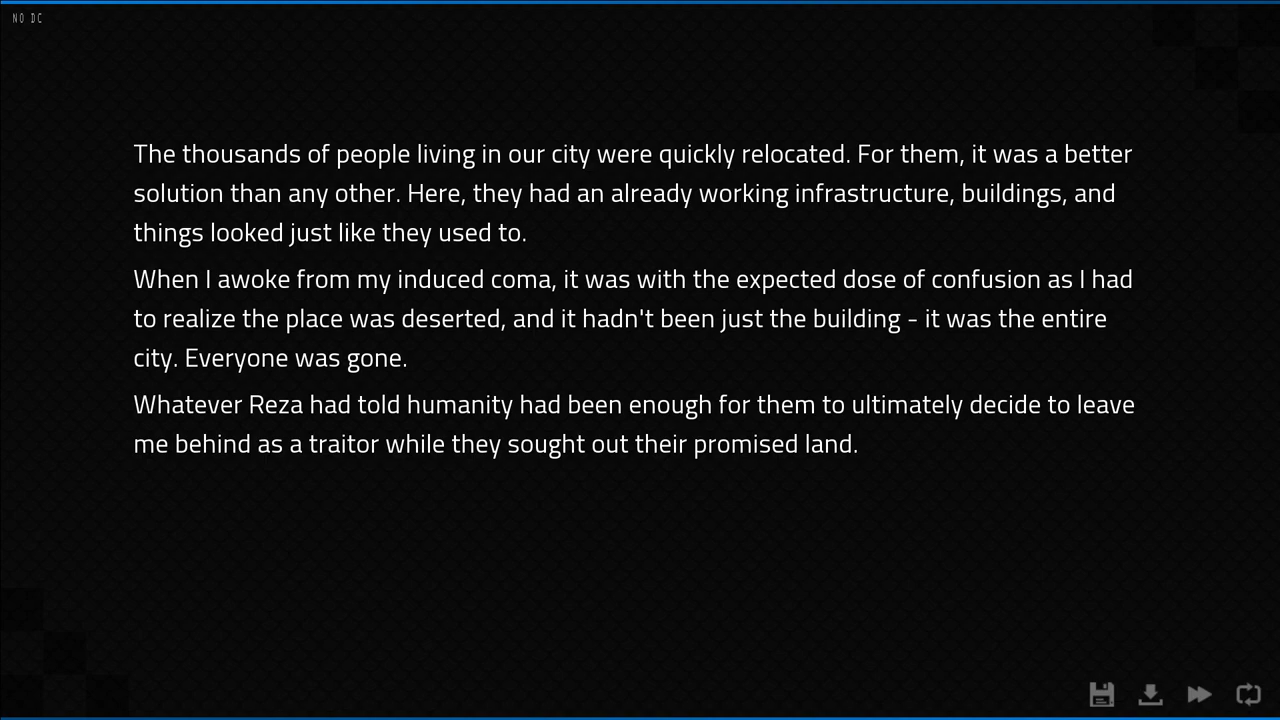 NO DC
The thousands of people living in our city were quickly relocated. For them, it was a better
solution than any other. Here, they had an already working infrastructure, buildings, and
things looked just like they used to.
When I awoke from my induced coma, it was with the expected dose of confusion as I had
to realize the place was deserted, and it hadn't been just the building - it was the entire
city. Everyone was gone.
Whatever Reza had told humanity had been enough for them to ultimately decide to leave
me behind as a traitor while they sought out their promised land.